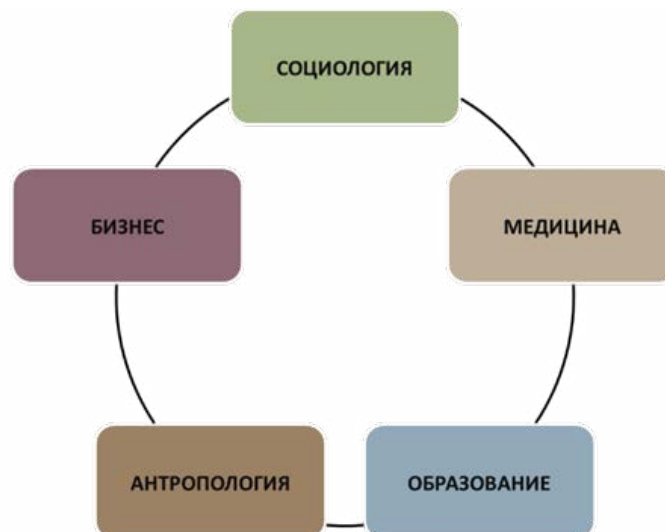 СОЦИОЛОГИЯ
БИЗНЕС
МЕДИЦИНА
АНТРОПОЛОГИЯ
ОБРАЗОВАНИЕ